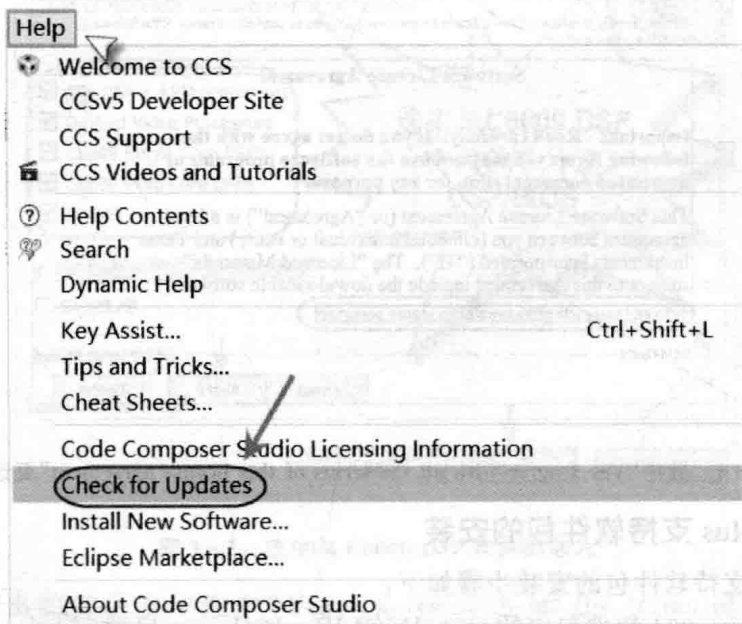 Help
Welcome to CCS
CCSv5 Developer Site
CCS Support
CCS Videos and Tutorials
Help Contents
Search
Dynamic Help
Key Assist... Ctrl+Shift+L
Tips and Tricks...
Cheat Sheets...
Code Composer Studio Licensing Information
Check for Updates
Install New Software...
Eclipse Marketplace...
About Code Composer Studio